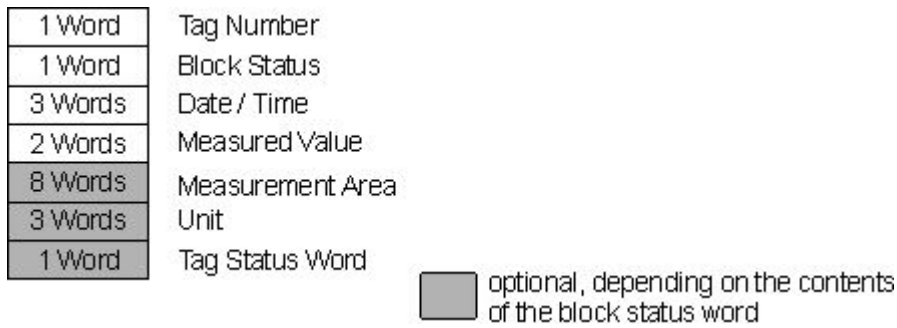 1 Word Tag Number
1 Word Block Status
3 Words Date / Time
2 Words Measured Value
8 Words Measurement Area
3 Words Unit
1 Word Tag Status Word
optional, depending on the contents
of the block status word